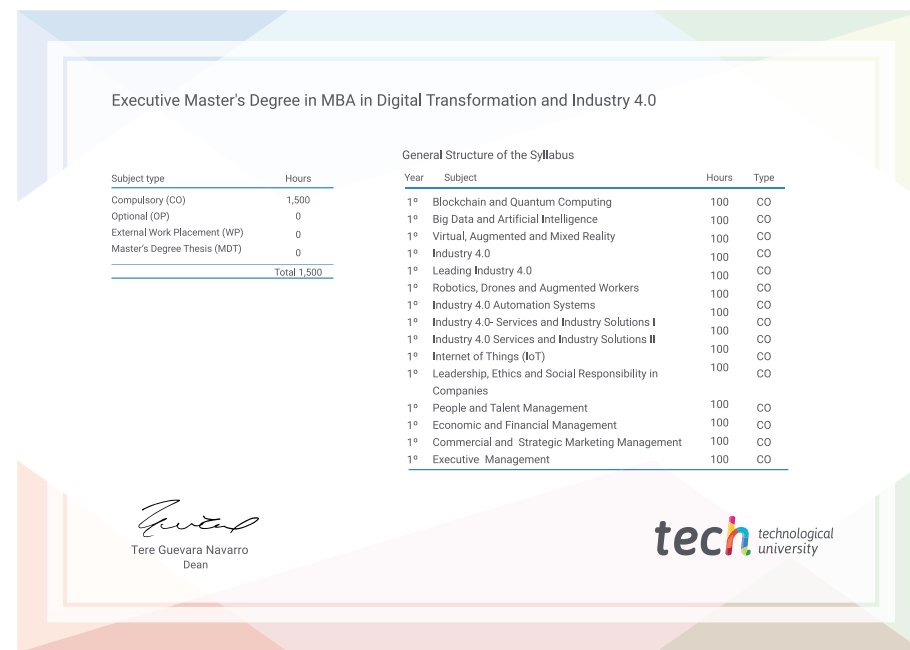 Executive Master's Degree in MBA in Digital Transformation and Industry 4.0
Subject type Hours
Compulsory (CO) 1,500
Optional (OP) 0
External Work Placement (WP) 0
Master's Degree Thesis (MDT) 0
Total 1,500
General Structure of the Syllabus
Year Subject Hours Type
1º Blockchain and Quantum Computing 100 CO
1º Big Data and Artificial Intelligence 100 CO
1º Virtual, Augmented and Mixed Reality 100 CO
1º Industry 4.0 100 CO
1º Leading Industry 4.0 100 CO
1º Robotics, Drones and Augmented Workers 100 CO
1º Industry 4.0 Automation Systems 100 CO
1º Industry 4.0- Services and Industry Solutions I 100 CO
1º Industry 4.0 Services and Industry Solutions II 100 CO
1º Internet of Things (IoT) 100 CO
1º Leadership, Ethics and Social Responsibility in CO
Companies
1º People and Talent Management 100 CO
1º Economic and Financial Management 100 CO
1º Commercial and Strategic Marketing Management 100 CO
1º Executive Management 100 CO
Tere Guevara Navarro
Dean
tech technological
university